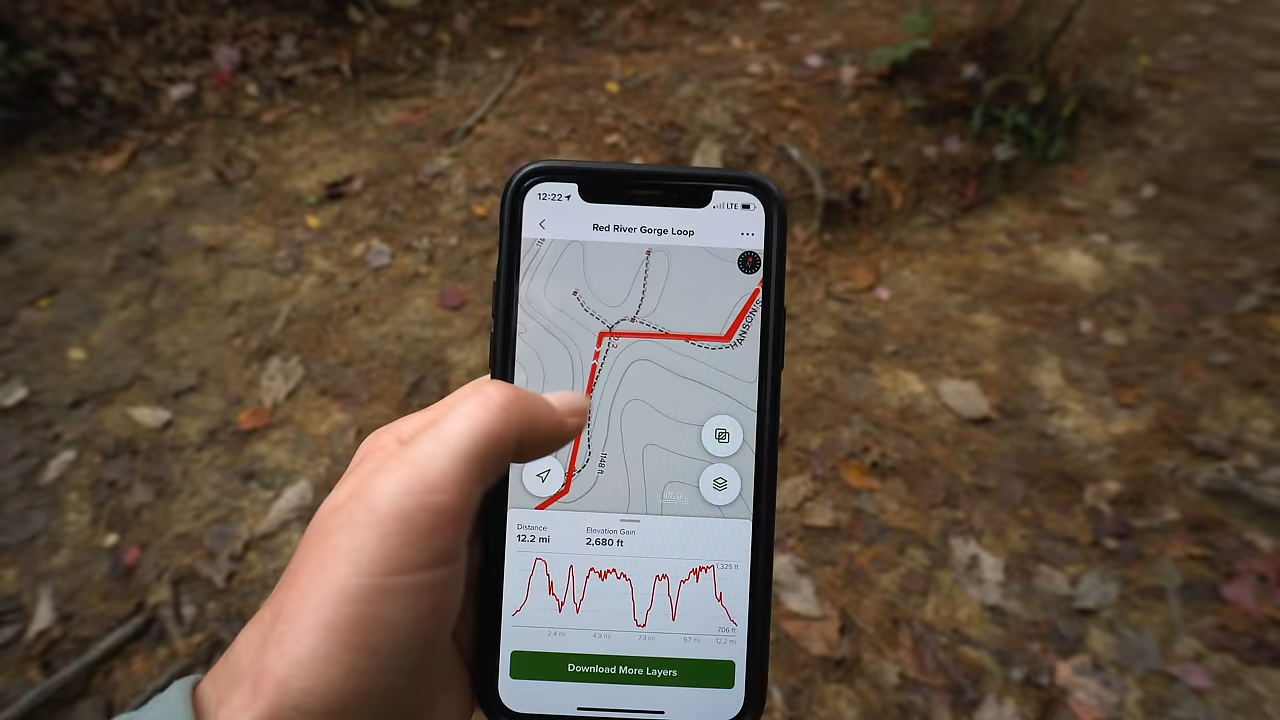 12:22
LTE
Red River Gorge Loop
HANSON'S
1148 ft
Distance
Elevation Gain
12.2 mi
2,680 ft
1,325 ft
706 ft
2.4 mi
4.9 mi
7.3 mi
9.7 mi
12.2 mi
Download More Layers